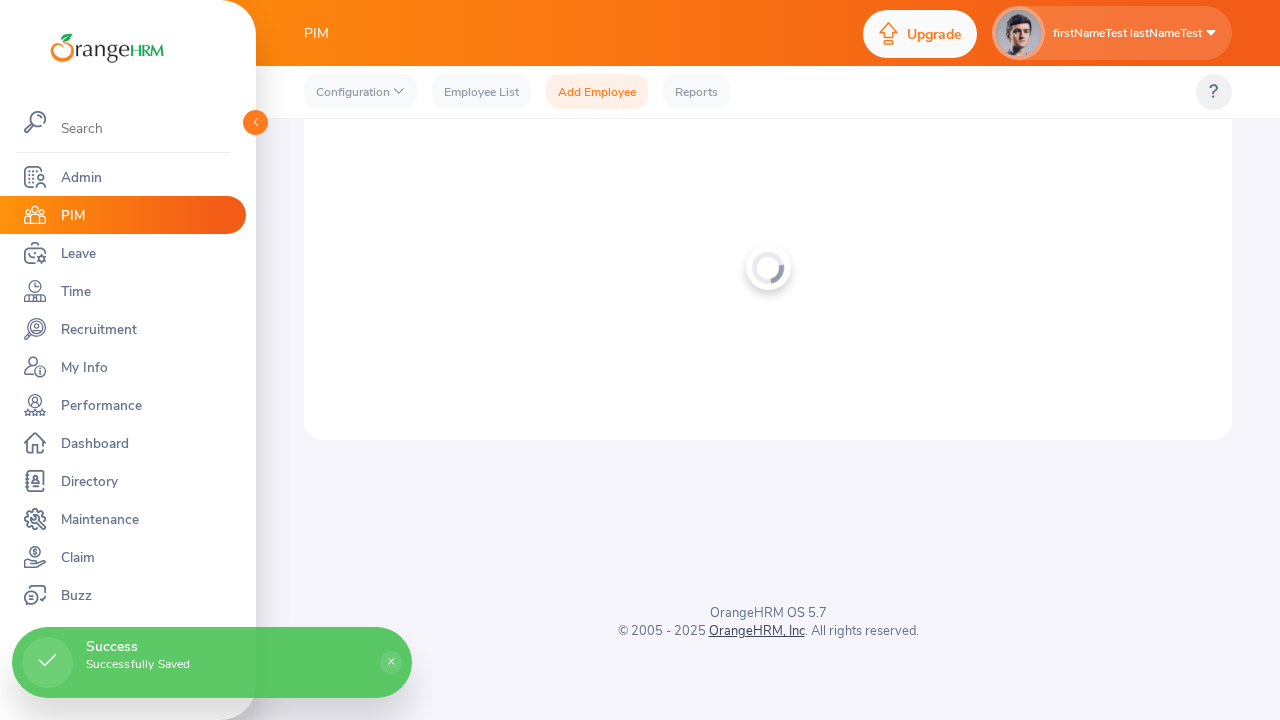 OrangeHRM
PIM
Upgrade
firstNameTest lastNameTest
Configuration
Employee List
Add Employee
Reports
?
Search
Admin
PIM
Leave
Time
Recruitment
My Info
Performance
Dashboard
Directory
Maintenance
Claim
Buzz
Success
Successfully Saved
×
OrangeHRM OS 5.7
© 2005 - 2025 OrangeHRM, Inc. All rights reserved.